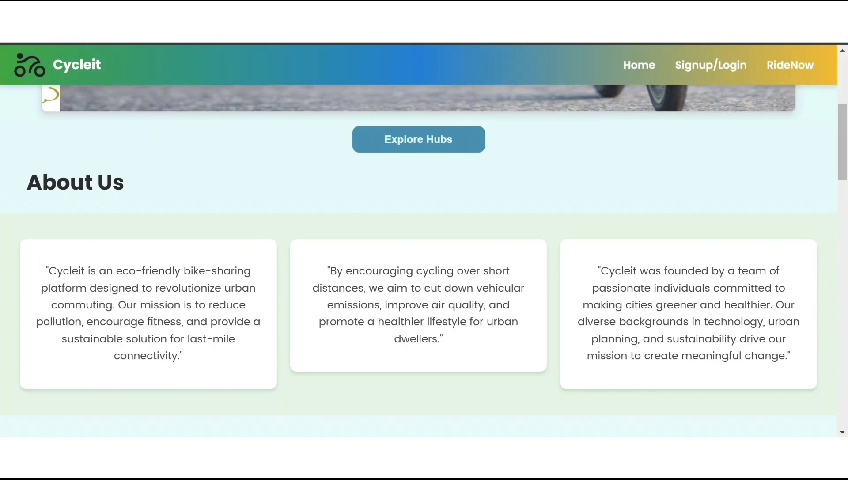 Cycleit
Home Signup/Login RideNow
Explore Hubs
About Us
"Cycleit is an eco-friendly bike-sharing
platform designed to revolutionize urban
commuting. Our mission is to reduce
pollution, encourage fitness, and provide a
sustainable solution for last-mile
connectivity."
"By encouraging cycling over short
distances, we aim to cut down vehicular
emissions, improve air quality, and
promote a healthier lifestyle for urban
dwellers."
"Cycleit was founded by a team of
passionate individuals committed to
making cities greener and healthier. Our
diverse backgrounds in technology, urban
planning, and sustainability drive our
mission to create meaningful change."